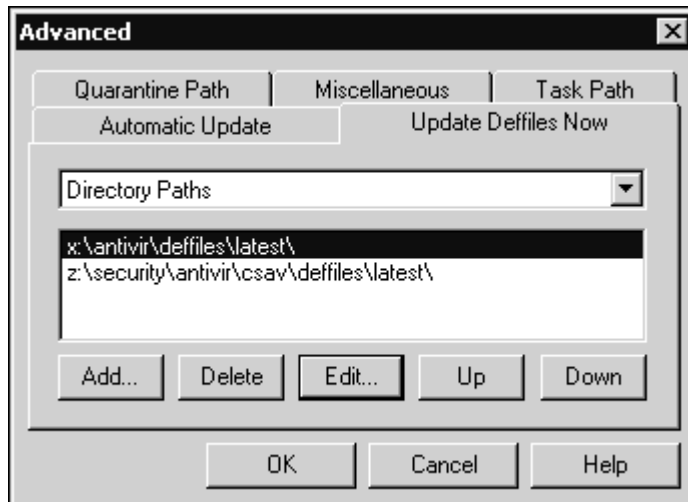 Advanced
Quarantine Path Miscellaneous Task Path
Automatic Update Update Deffiles Now
Directory Paths
x:\antivir\deffiles\latest\
z:\security\antivir\csav\deffiles\latest\
Add... Delete Edit... Up Down
OK Cancel Help